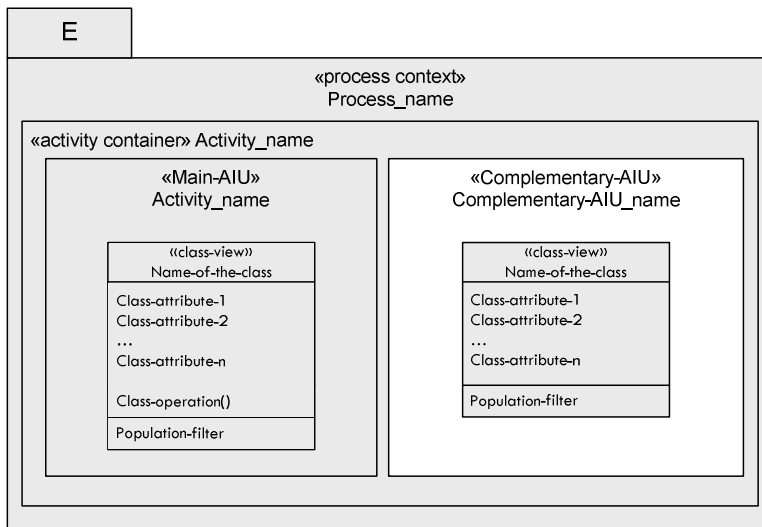 E
«process context»
Process_name
«activity container» Activity_name
«Main-AIU»
Activity_name
«class-view»
Name-of-the-class
Class-attribute-1
Class-attribute-2
...
Class-attribute-n
Class-operation()
Population-filter
«Complementary-AIU»
Complementary-AIU_name
«class-view»
Name-of-the-class
Class-attribute-1
Class-attribute-2
...
Class-attribute-n
Population-filter